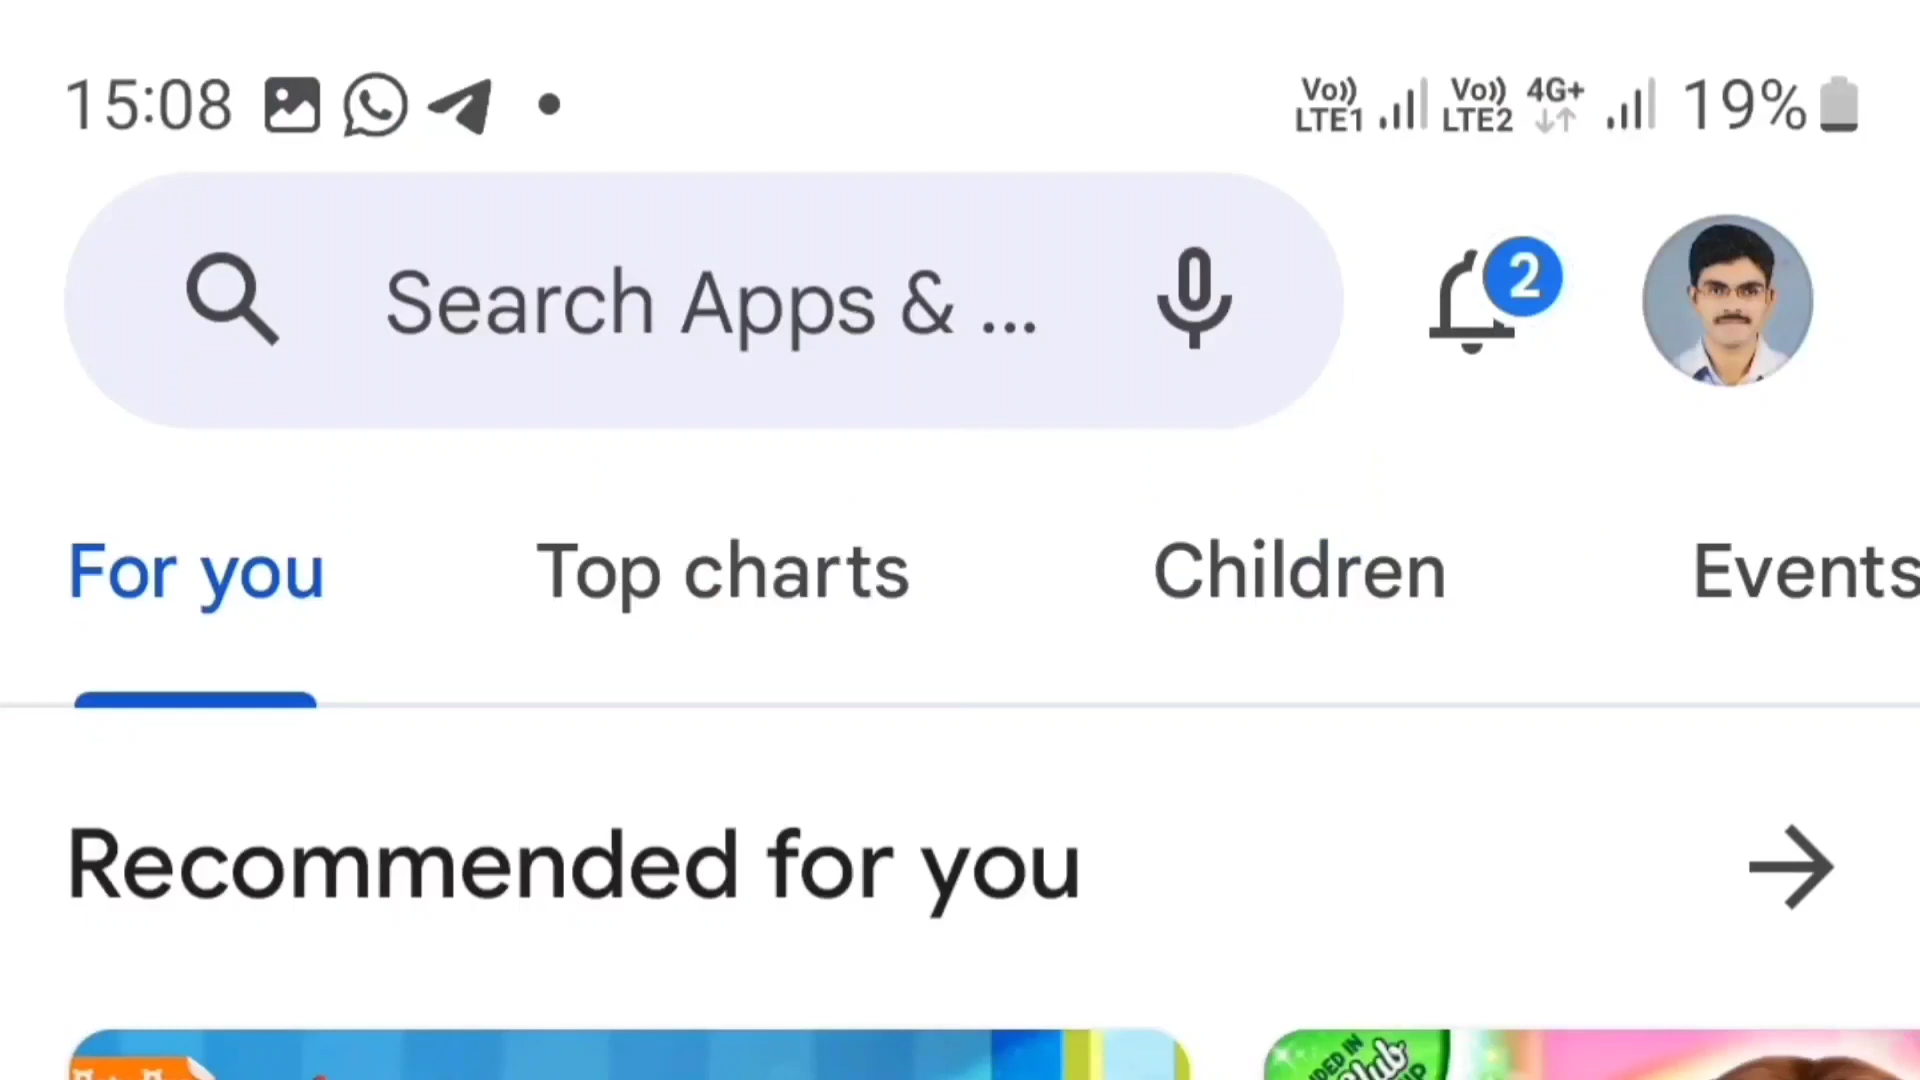 15:08 Vo)) LTE1 Vo)) LTE2 4G+ 19%
Search Apps & ...
2
For you Top charts Children Events
Recommended for you
Club